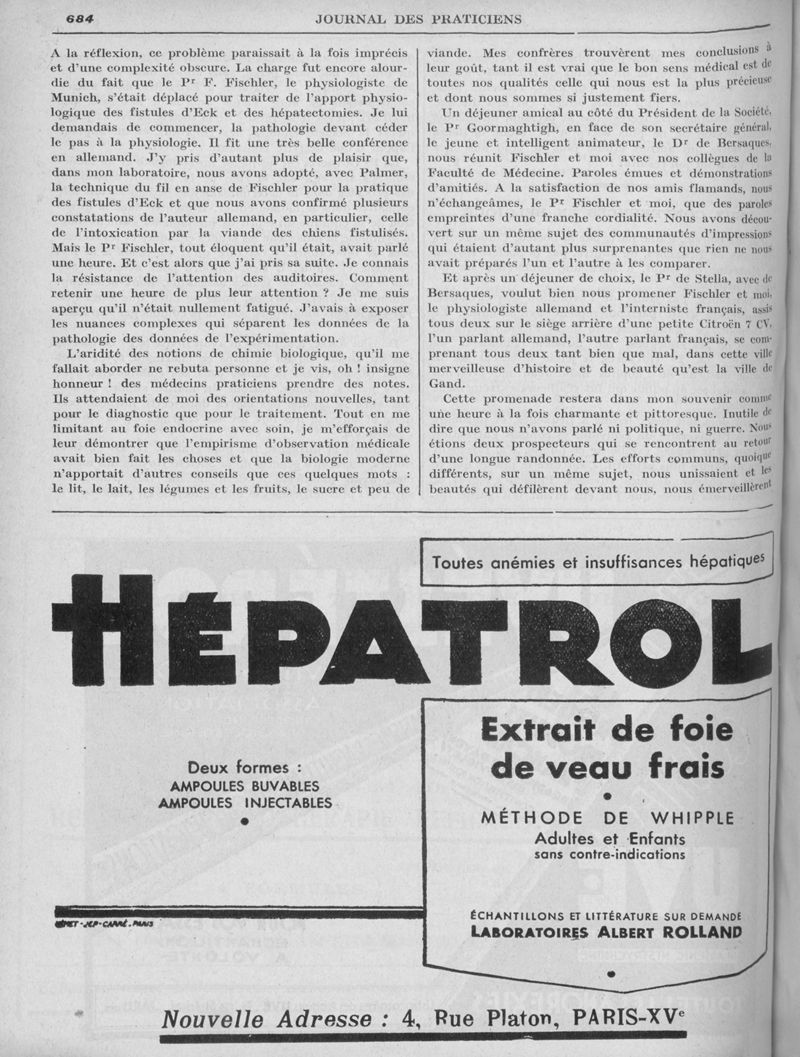 684
JOURNAL DES PRATICIENS
A la réflexion, ce problème paraissait à la fois imprécis
et d'une complexité obscure. La charge fut encore alour-
die du fait que le Pr F. Fischler, le physiologiste de
Munich, s'était déplacé pour traiter de l'apport physio-
logique des fistules d'Eck et des hépatectomies. Je lui
demandais de commencer, la pathologie devant céder
le pas à la physiologie. Il fit une très belle conférence
en allemand. J'y pris d'autant plus de plaisir que,
dans mon laboratoire, nous avons adopté, avec Palmer,
la technique du fil en anse de Fischler pour la pratique
des fistules d'Eck et que nous avons confirmé plusieurs
constatations de l'auteur allemand, en particulier, celle
de l'intoxication par la viande des chiens fistulisés.
Mais le Pr Fischler, tout éloquent qu'il était, avait parlé
une heure. Et c'est alors que j'ai pris sa suite. Je connais
la résistance de l'attention des auditoires. Comment
retenir une heure de plus leur attention ? Je me suis
aperçu qu'il n'était nullement fatigué. J'avais à exposer
les nuances complexes qui séparent les données de la
pathologie des données de l'expérimentation.
L'aridité des notions de chimie biologique, qu'il me
fallait aborder ne rebuta personne et je vis, oh ! insigne
honneur ! des médecins praticiens prendre des notes.
Ils attendaient de moi des orientations nouvelles, tant
pour le diagnostic que pour le traitement. Tout en me
limitant au foie endocrine avec soin, je m'efforçais de
leur démontrer que l'empirisme d'observation médicale
avait bien fait les choses et que la biologie moderne
n'apportait d'autres conseils que ces quelques mots :
le lit, le lait, les légumes et les fruits, le sucre et peu de
viande. Mes confrères trouvèrent mes conclusions à
leur goût, tant il est vrai que le bon sens médical est de
toutes nos qualités celle qui nous est la plus précieuse
et dont nous sommes si justement fiers.
Un déjeuner amical au côté du Président de la Société,
le Pr Goormaghtigh, en face de son secrétaire général,
le jeune et intelligent animateur, le Dr de Bersaques,
nous réunit Fischler et moi avec nos collègues de la
Faculté de Médecine. Paroles émues et démonstrations
d'amitiés. A la satisfaction de nos amis flamands, nous
n'échangeâmes, le Pr Fischler et moi, que des paroles
empreintes d'une franche cordialité. Nous avons décou-
vert sur un même sujet des communautés d'impressions
qui étaient d'autant plus surprenantes que rien ne nous
avait préparés l'un et l'autre à les comparer.
Et après un déjeuner de choix, le Pr de Stella, avec de
Bersaques, voulut bien nous promener Fischler et moi,
le physiologiste allemand et l'interniste français, assis
tous deux sur le siège arrière d'une petite Citroën 7 CV,
l'un parlant allemand, l'autre parlant français, se com-
prenant tous deux tant bien que mal, dans cette ville
merveilleuse d'histoire et de beauté qu'est la ville de
Gand.
Cette promenade restera dans mon souvenir comme
une heure à la fois charmante et pittoresque. Inutile de
dire que nous n'avons parlé ni politique, ni guerre. Nous
étions deux prospecteurs qui se rencontrent au retour
d'une longue randonnée. Les efforts communs, quoique
différents, sur un même sujet, nous unissaient et les
beautés qui défilèrent devant nous, nous émerveillèrent
Toutes anémies et insuffisances hépatiques
HÉPATROL
Deux formes :
AMPOULES BUVABLES
AMPOULES INJECTABLES
Extrait de foie
de veau frais
MÉTHODE DE WHIPPLE
Adultes et Enfants
sans contre-indications
ÉCHANTILLONS ET LITTÉRATURE SUR DEMANDE
LABORATOIRES ALBERT ROLLAND
-JEP-CARRÉ-PARIS
Nouvelle Adresse : 4, Rue Platon, PARIS-XVe